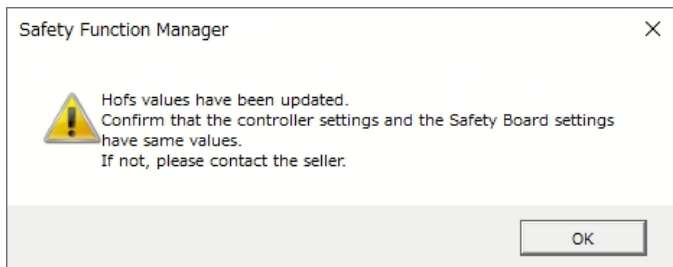 Safety Function Manager
Hofs values have been updated.
Confirm that the controller settings and the Safety Board settings
have same values.
If not, please contact the seller.
OK